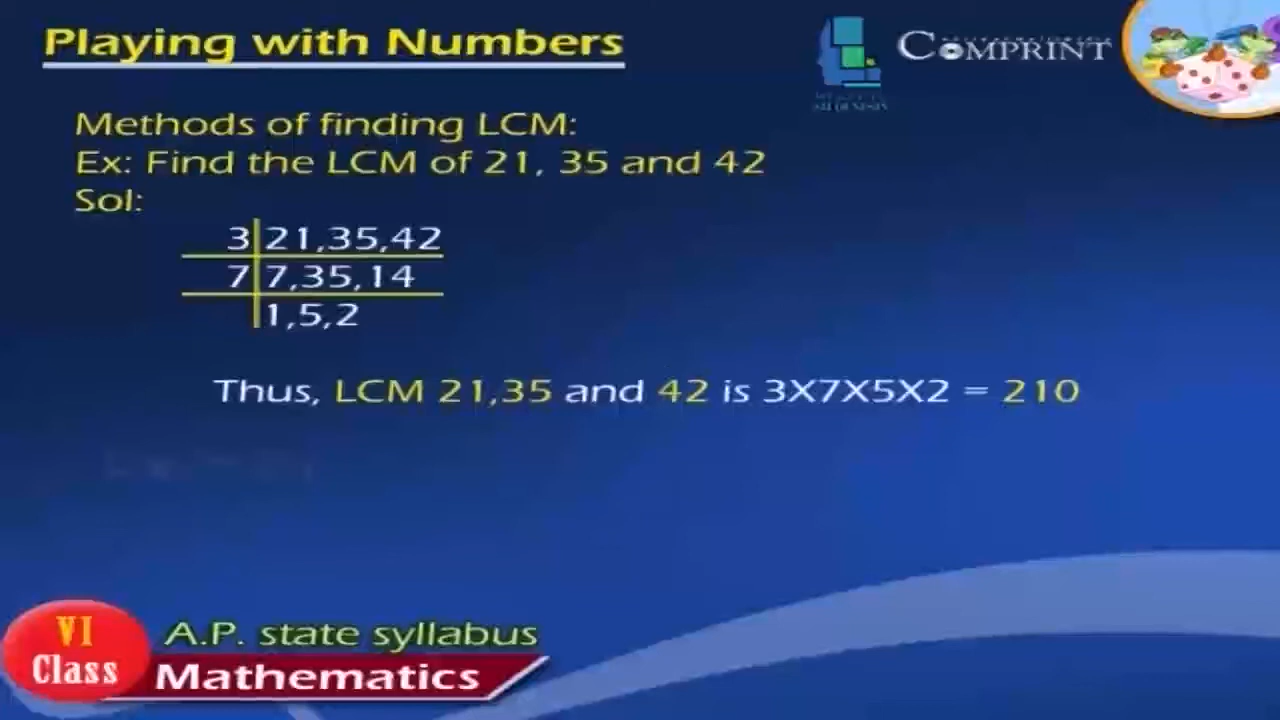 Playing with Numbers
COMPRINT
Methods of finding LCM:
Ex: Find the LCM of 21, 35 and 42
Sol:
3 21,35,42
7 7,35,14
1,5,2
Thus, LCM 21,35 and 42 is 3X7X5X2 = 210
VI
Class
A.P. state syllabus
Mathematics